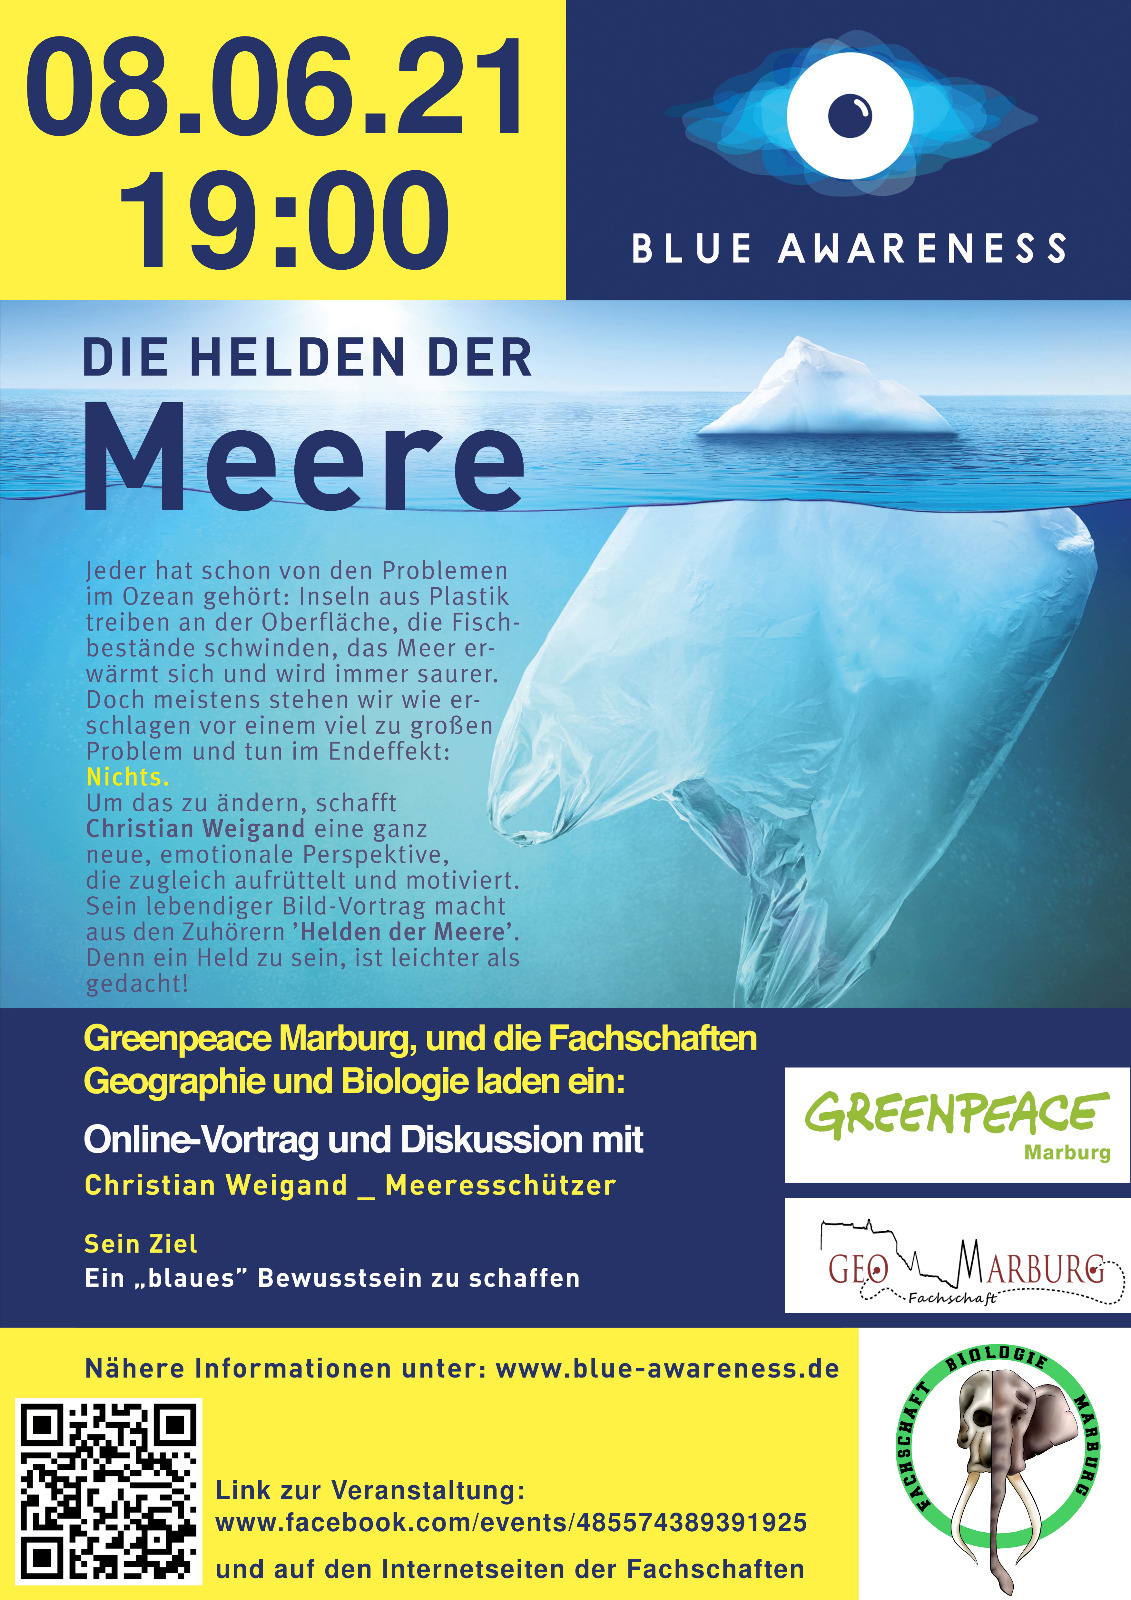 08.06.21
19:00
BLUE AWARENESS
DIE HELDEN DER
Meere
Jeder hat schon von den Problemen
im Ozean gehört: Inseln aus Plastik
treiben an der Oberfläche, die Fisch-
bestände schwinden, das Meer er-
wärmt sich und wird immer saurer.
Doch meistens stehen wir wie er-
schlagen vor einem viel zu großen
Problem und tun im Endeffekt:
Nichts.
Um das zu ändern, schafft
Christian Weigand eine ganz
neue, emotionale Perspektive,
die zugleich aufrüttelt und motiviert.
Sein lebendiger Bild-Vortrag macht
aus den Zuhörern ’Helden der Meere’.
Denn ein Held zu sein, ist leichter als
gedacht!
Greenpeace Marburg, und die Fachschaften
Geographie und Biologie laden ein:
Online-Vortrag und Diskussion mit
Christian Weigand _ Meeresschützer
Sein Ziel
Ein „blaues” Bewusstsein zu schaffen
GREENPEACE
Marburg
GEO MARBURG
Fachschaft
Nähere Informationen unter: www.blue-awareness.de
Link zur Veranstaltung:
www.facebook.com/events/485574389391925
und auf den Internetseiten der Fachschaften
FACHSCHAFT BIOLOGIE MARBURG